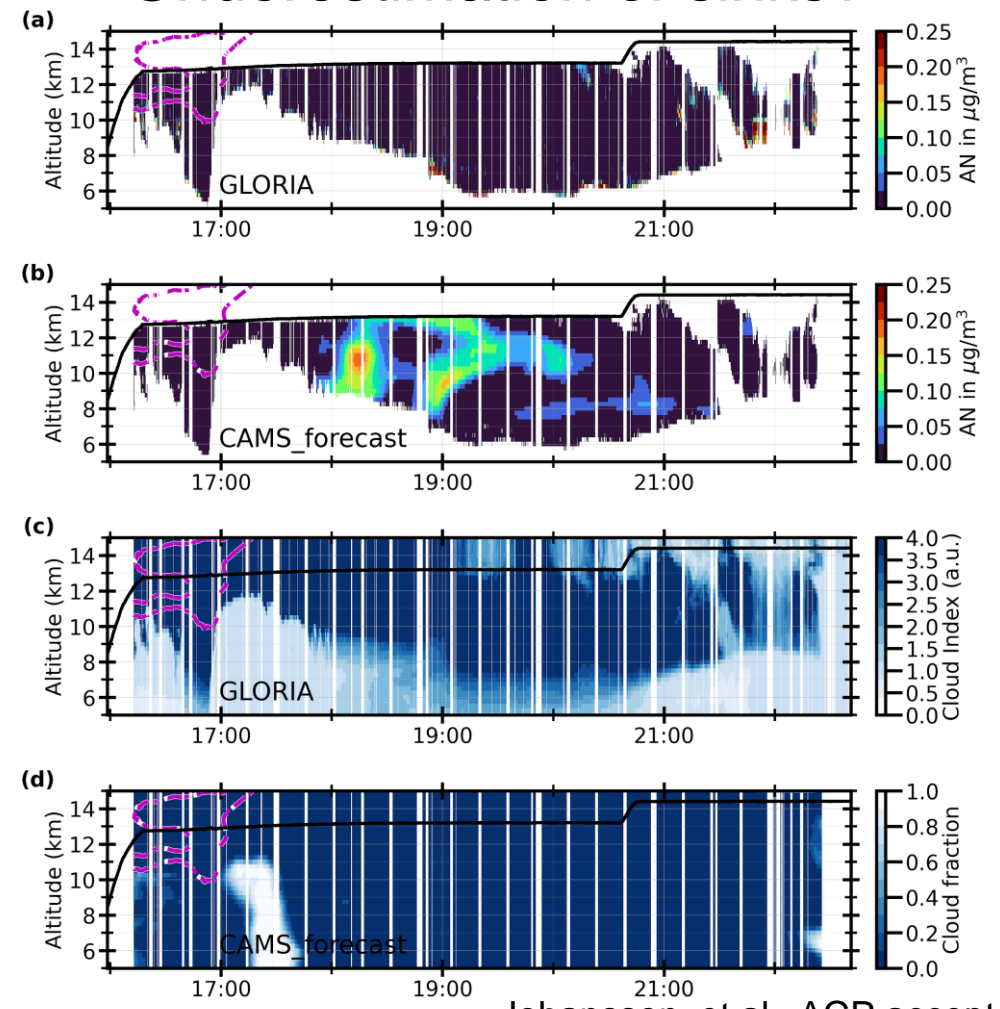 (a)
14
12
10
8
6
Altitude (km)
GLORIA
17:00 19:00 21:00
0.25
0.20
0.15
0.10
0.05
0.00
AN in μg/m³
(b)
14
12
10
8
6
Altitude (km)
CAMS_forecast
17:00 19:00 21:00
0.25
0.20
0.15
0.10
0.05
0.00
AN in μg/m³
(c)
14
12
10
8
6
Altitude (km)
GLORIA
17:00 19:00 21:00
4.0
3.5
3.0
2.5
2.0
1.5
1.0
0.5
0.0
Cloud Index (a.u.)
(d)
14
12
10
8
6
Altitude (km)
CAMS_forecast
17:00 19:00 21:00
1.0
0.8
0.6
0.4
0.2
0.0
Cloud fraction